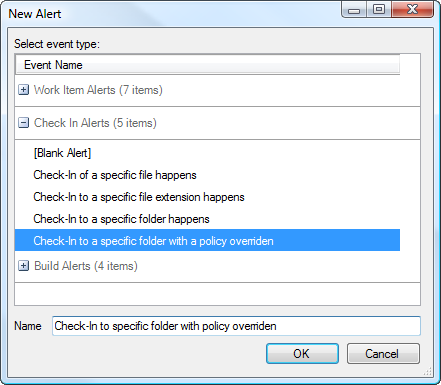 New Alert
Select event type:
Event Name
Work Item Alerts (7 items)
Check In Alerts (5 items)
[Blank Alert]
Check-In of a specific file happens
Check-In to a specific file extension happens
Check-In to a specific folder happens
Check-In to a specific folder with a policy overriden
Build Alerts (4 items)
Name Check-In to specific folder with policy overriden
OK Cancel